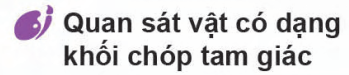 Quan sát vật có dạng
khối chóp tam giác